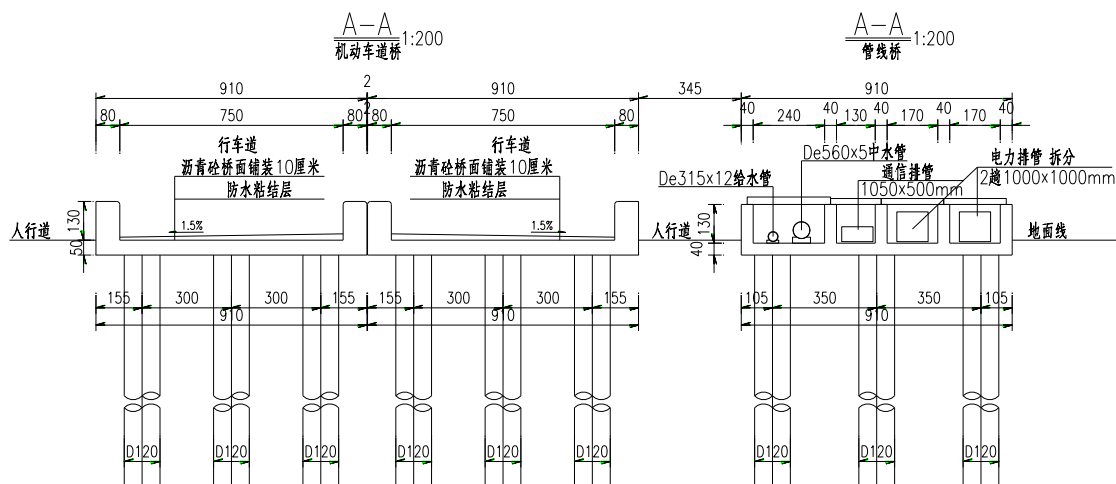 A-A 1:200
机动车道桥
A-A 1:200
管线桥
910 2 910 345 910
80 750 80 2 80 750 80 40 240 40 130 40 170 40 170 40
行车道 行车道
沥青砼桥面铺装10厘米 沥青砼桥面铺装10厘米
防水粘结层 防水粘结层
De560x5中水管 电力排管 拆分
De315x12给水管 通信排管 2趟1000x1000mm
1050x500mm
人行道 130 50 1.5% 1.5% 人行道 130 40 地面线
155 300 300 155 155 300 300 155 105 350 350 105
910 910 910
D120 D120 D120 D120 D120 D120 D120 D120 D120